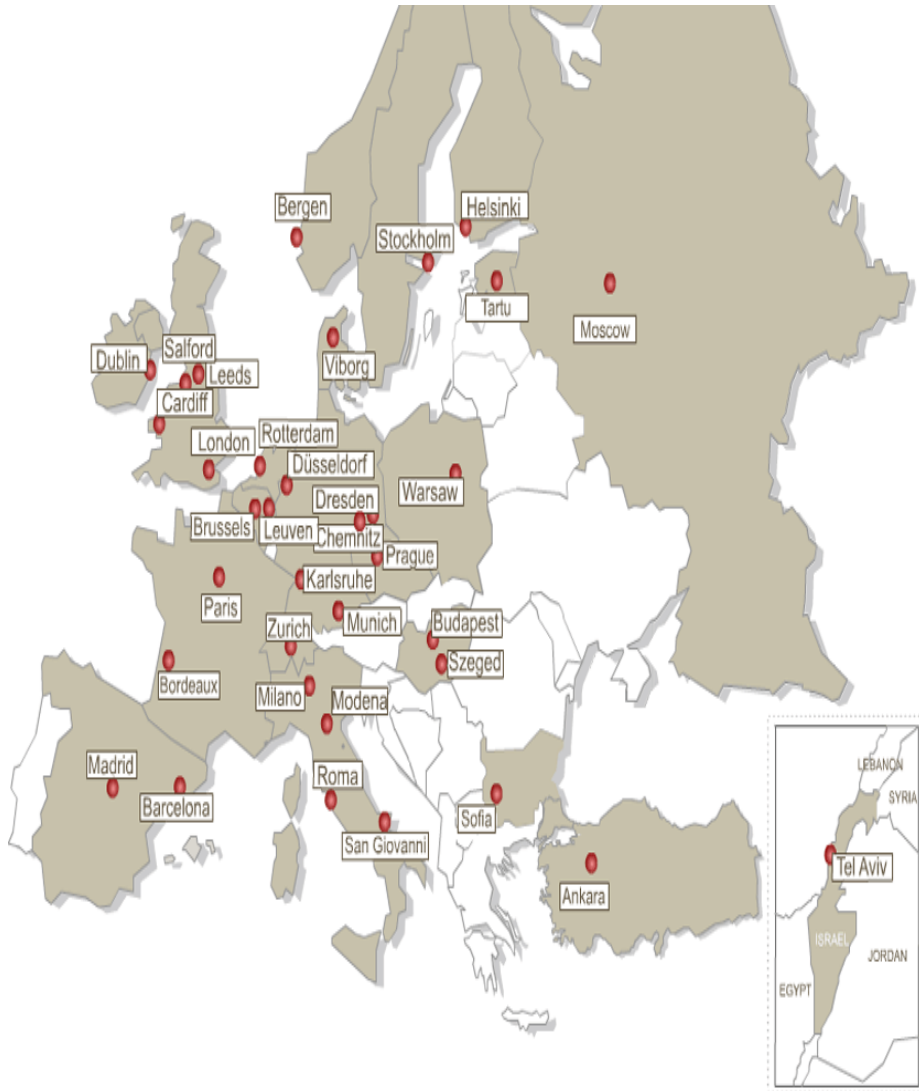 Bergen
Helsinki
Stockholm
Tartu
Moscow
Viborg
Salford
Dublin
Leeds
Cardiff
London
Rotterdam
Düsseldorf
Dresden
Warsaw
Brussels
Leuven
Chemnitz
Prague
Karlsruhe
Paris
Munich
Zurich
Budapest
Szeged
Bordeaux
Milano
Modena
Madrid
Barcelona
Roma
San Giovanni
Sofia
Ankara
LEBANON
SYRIA
Tel Aviv
ISRAEL
JORDAN
EGYPT